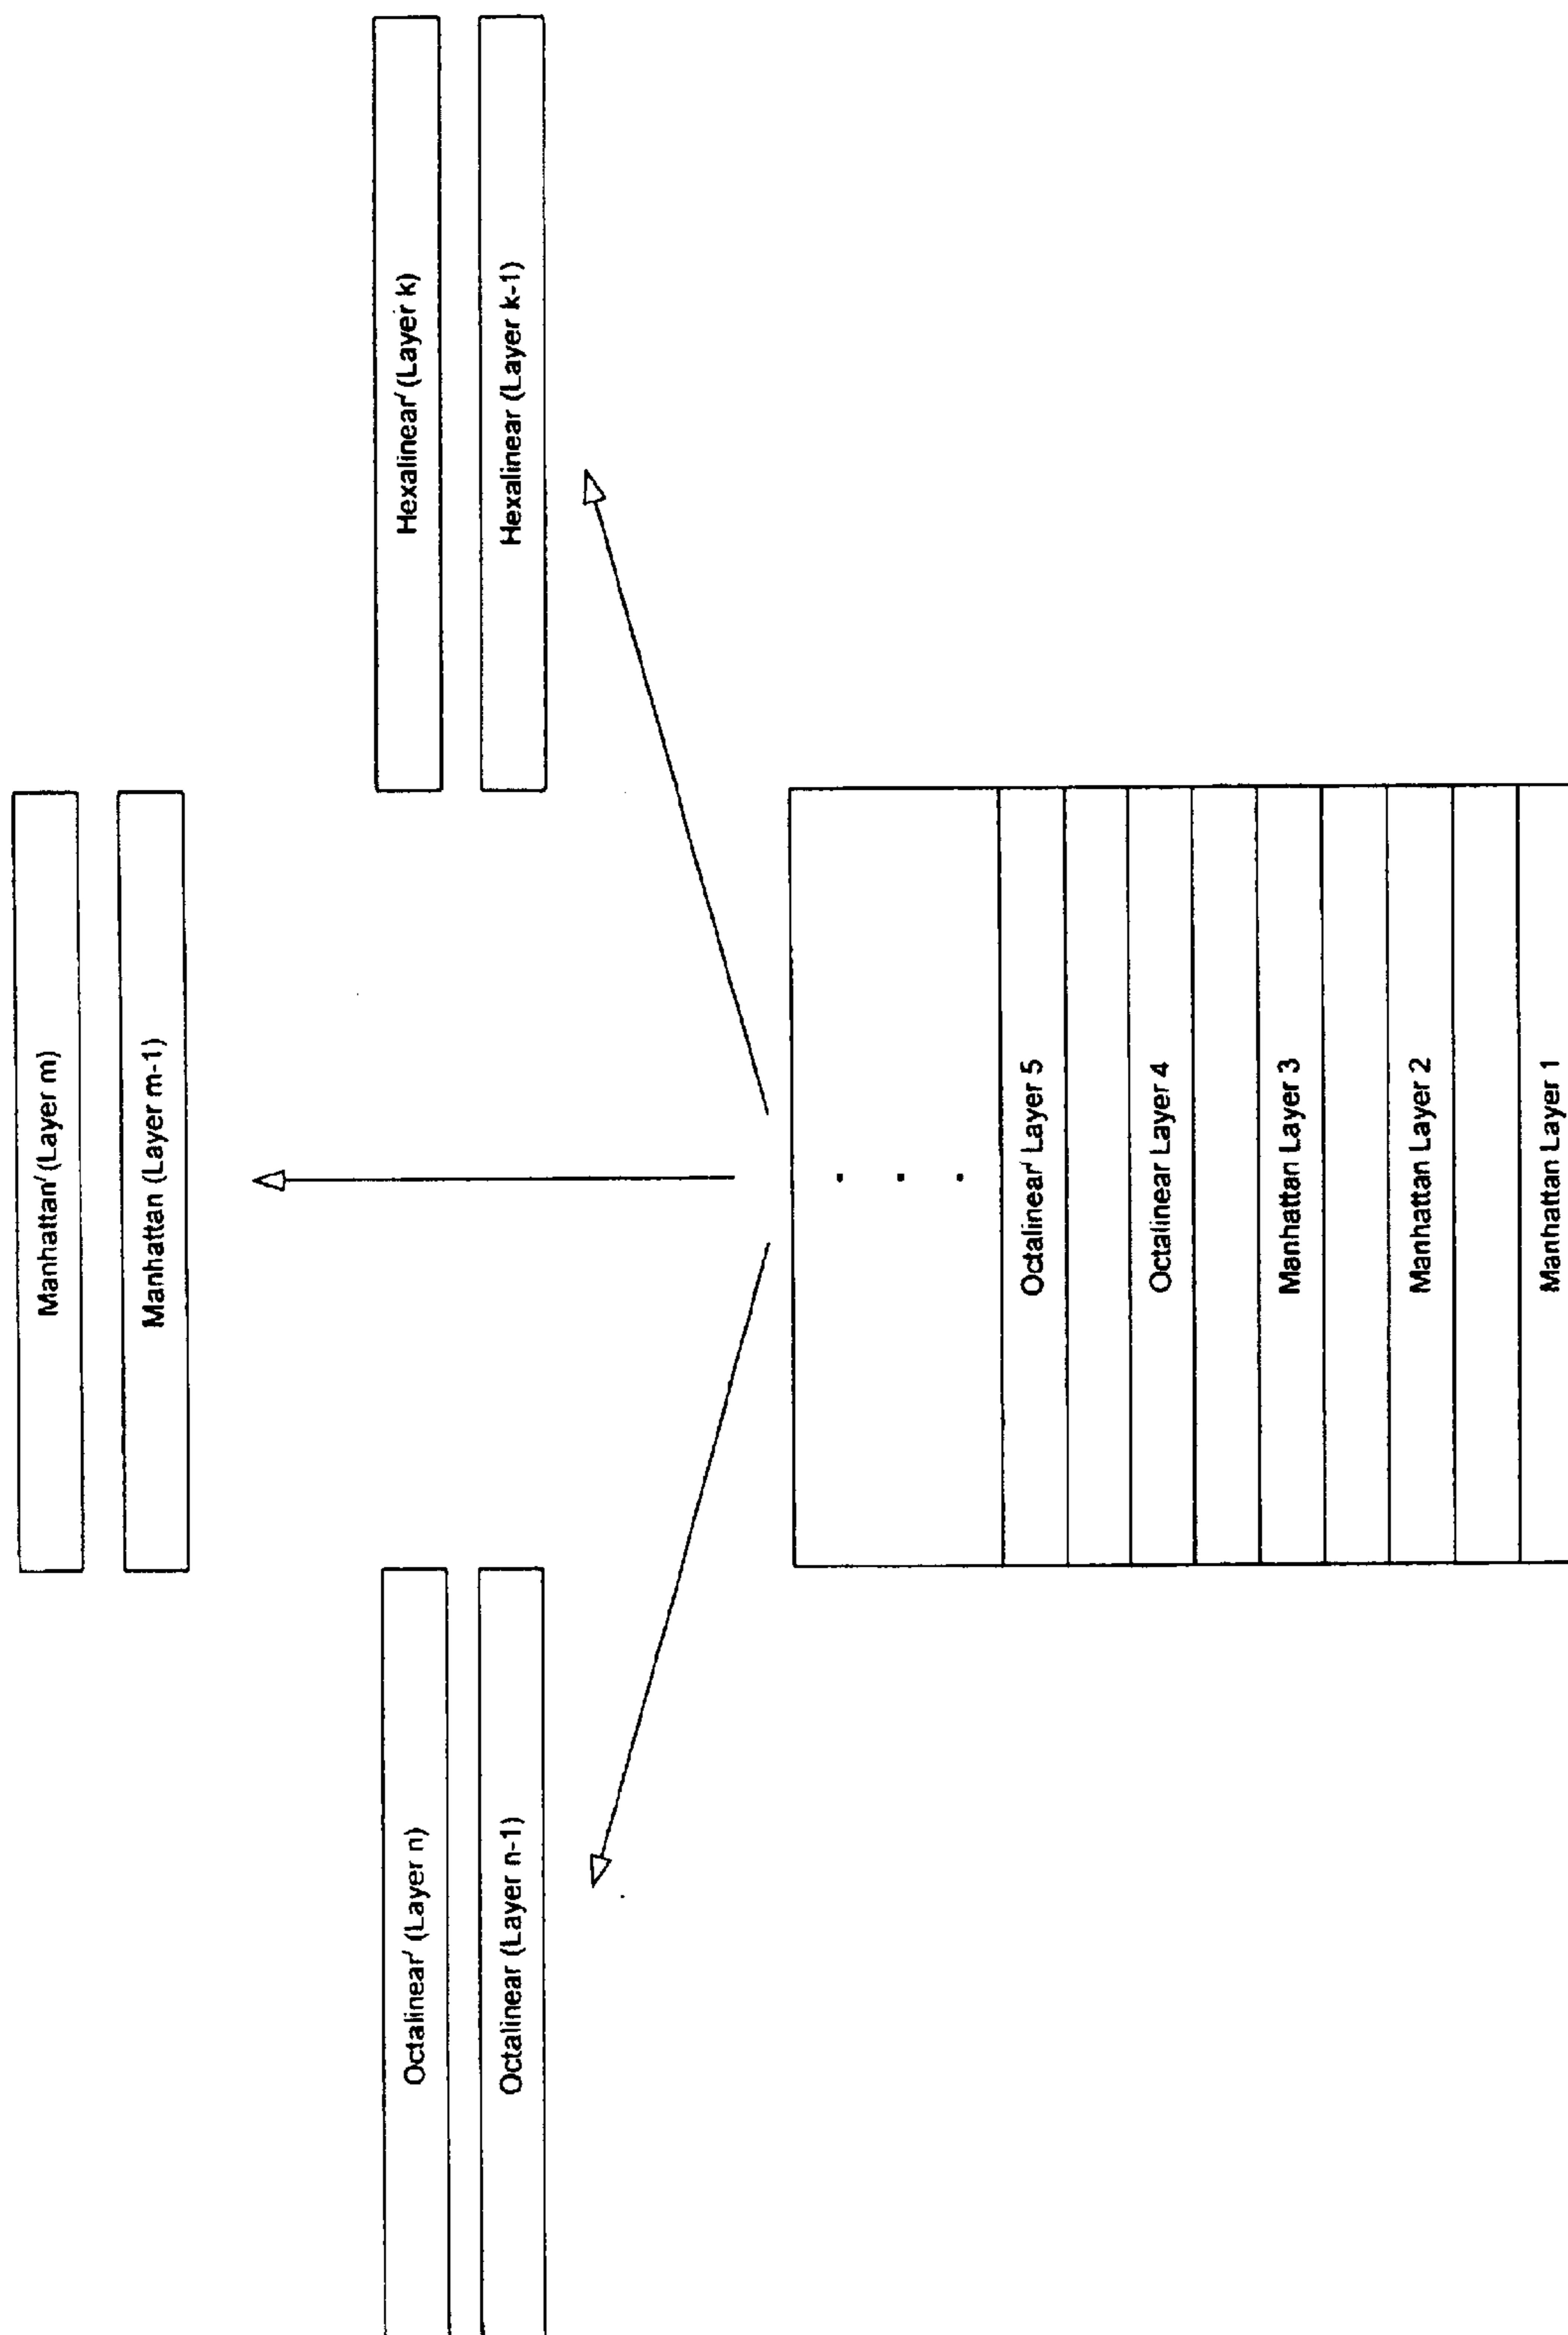 Manhattan' (Layer m)
Manhattan (Layer m-1)
Octalinear' (Layer n)
Octalinear (Layer n-1)
Hexalinear' (Layer k)
Hexalinear (Layer k-1)
Octalinear' Layer 5
Octalinear Layer 4
Manhattan Layer 3
Manhattan Layer 2
Manhattan Layer 1